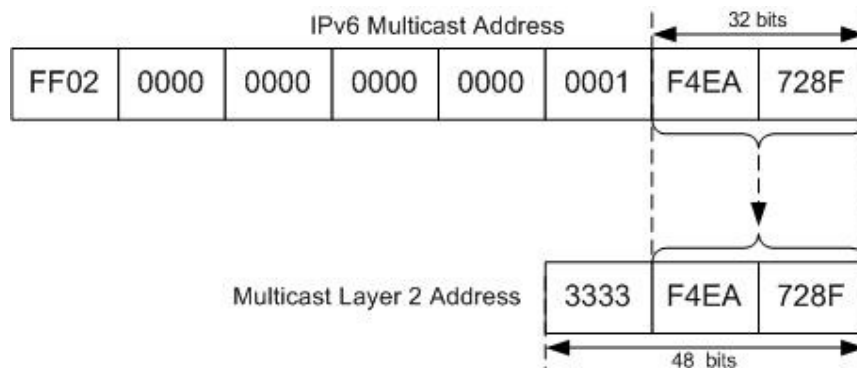 IPv6 Multicast Address
32 bits
FF02 0000 0000 0000 0000 0001 F4EA 728F
Multicast Layer 2 Address
3333 F4EA 728F
48 bits